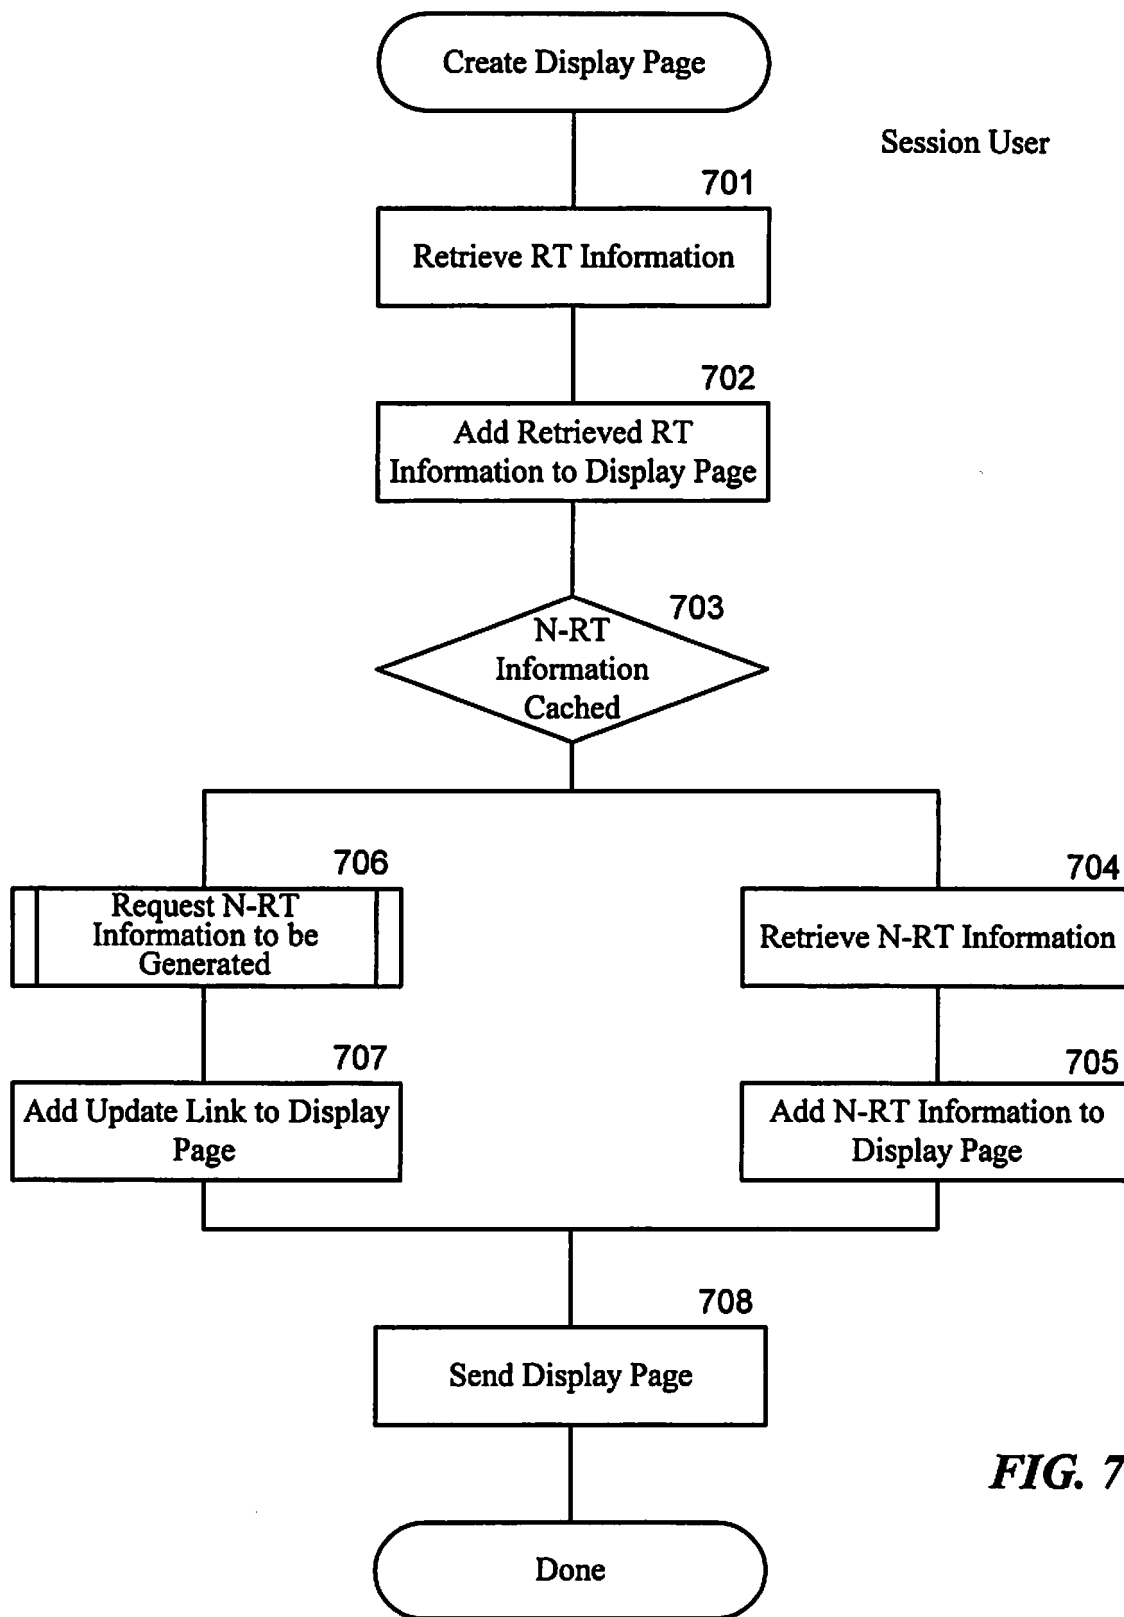 Create Display Page
Session User
701
Retrieve RT Information
702
Add Retrieved RT
Information to Display Page
703
N-RT
Information
Cached
706
Request N-RT
Information to be
Generated
704
Retrieve N-RT Information
707
Add Update Link to Display
Page
705
Add N-RT Information to
Display Page
708
Send Display Page
FIG. 7
Done